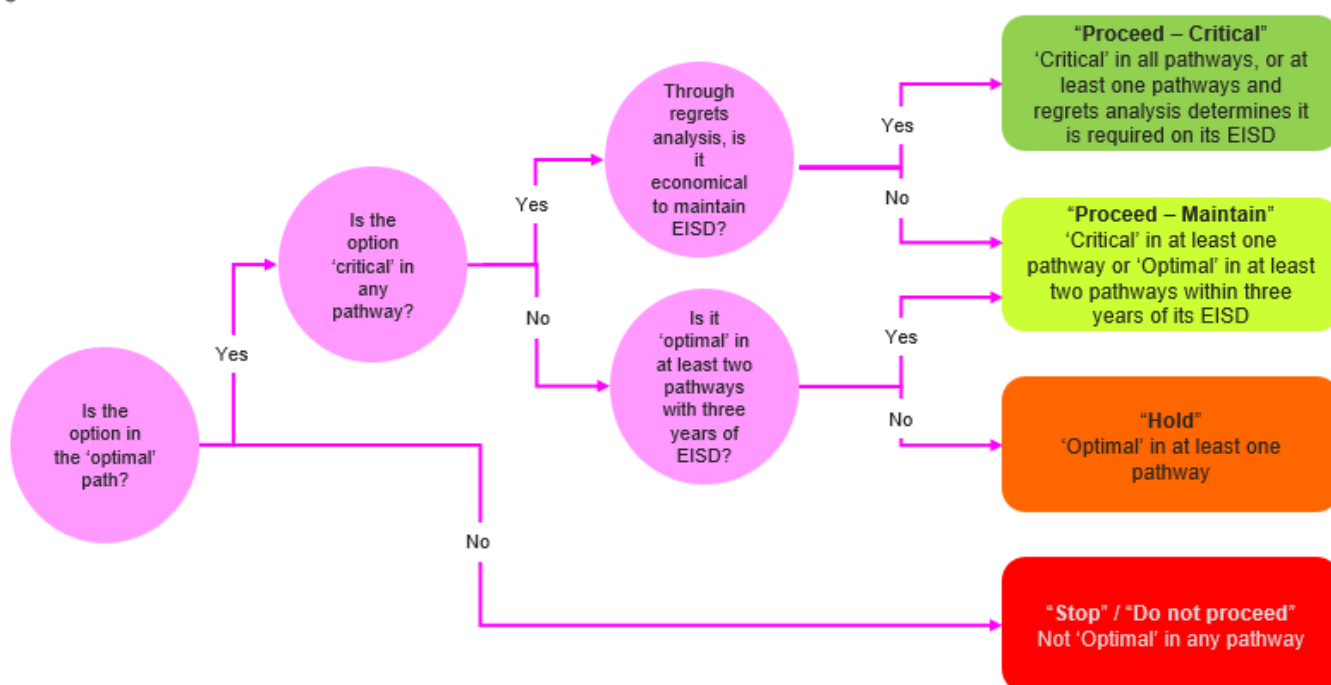 Is the
option in
the ‘optimal’
path?
Yes
No
Is the
option
‘critical’ in
any
pathway?
Yes
No
Through
regrets
analysis, is
it
economical
to maintain
EISD?
Yes
No
Is it
‘optimal’ in
at least two
pathways
with three
years of
EISD?
Yes
No
“Proceed – Critical”
‘Critical’ in all pathways, or at
least one pathways and
regrets analysis determines it
is required on its EISD
“Proceed – Maintain”
‘Critical’ in at least one
pathway or ‘Optimal’ in at least
two pathways within three
years of its EISD
“Hold”
‘Optimal’ in at least one
pathway
“Stop” / “Do not proceed”
Not ‘Optimal’ in any pathway